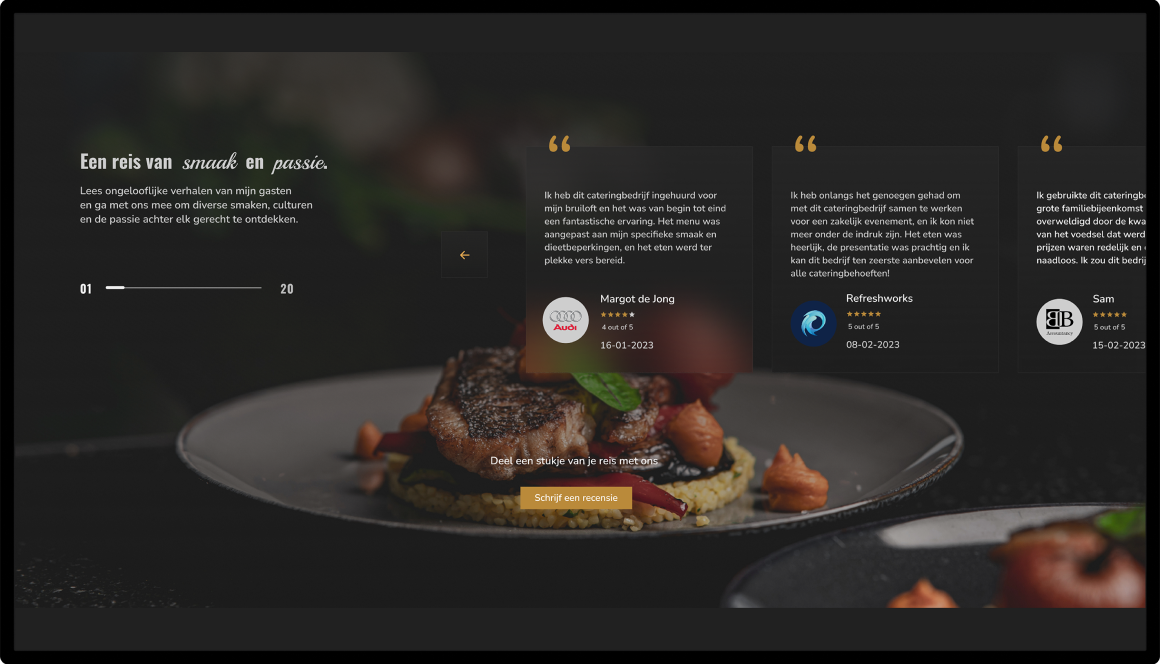 Een reis van smaak en passie.
Lees ongelooflijke verhalen van mijn gasten
en ga met ons mee om diverse smaken, culturen
en de passie achter elk gerecht te ontdekken.
01
20
“
Ik heb dit cateringbedrijf ingehuurd voor
mijn bruiloft en het was van begin tot eind
een fantastische ervaring. Het menu was
aangepast aan mijn specifieke smaak en
dieetbeperkingen, en het eten werd ter
plekke vers bereid.
Audi
Margot de Jong
4 out of 5
16-01-2023
“
Ik heb onlangs het genoegen gehad om
met dit cateringbedrijf samen te werken
voor een zakelijk evenement, en ik kon niet
meer onder de indruk zijn. Het eten was
heerlijk, de presentatie was prachtig en ik
kan dit bedrijf ten zeerste aanbevelen voor
alle cateringbehoeften!
Refreshworks
5 out of 5
08-02-2023
“
Ik gebruikte dit cateringbe
grote familiebijeenkomst
overweldigd door de kwa
van het voedsel dat werd
prijzen waren redelijk en
naadloos. Ik zou dit bedrij
BB
Accountancy
Sam
5 out of 5
15-02-2023
Deel een stukje van je reis met ons
Schrijf een recensie